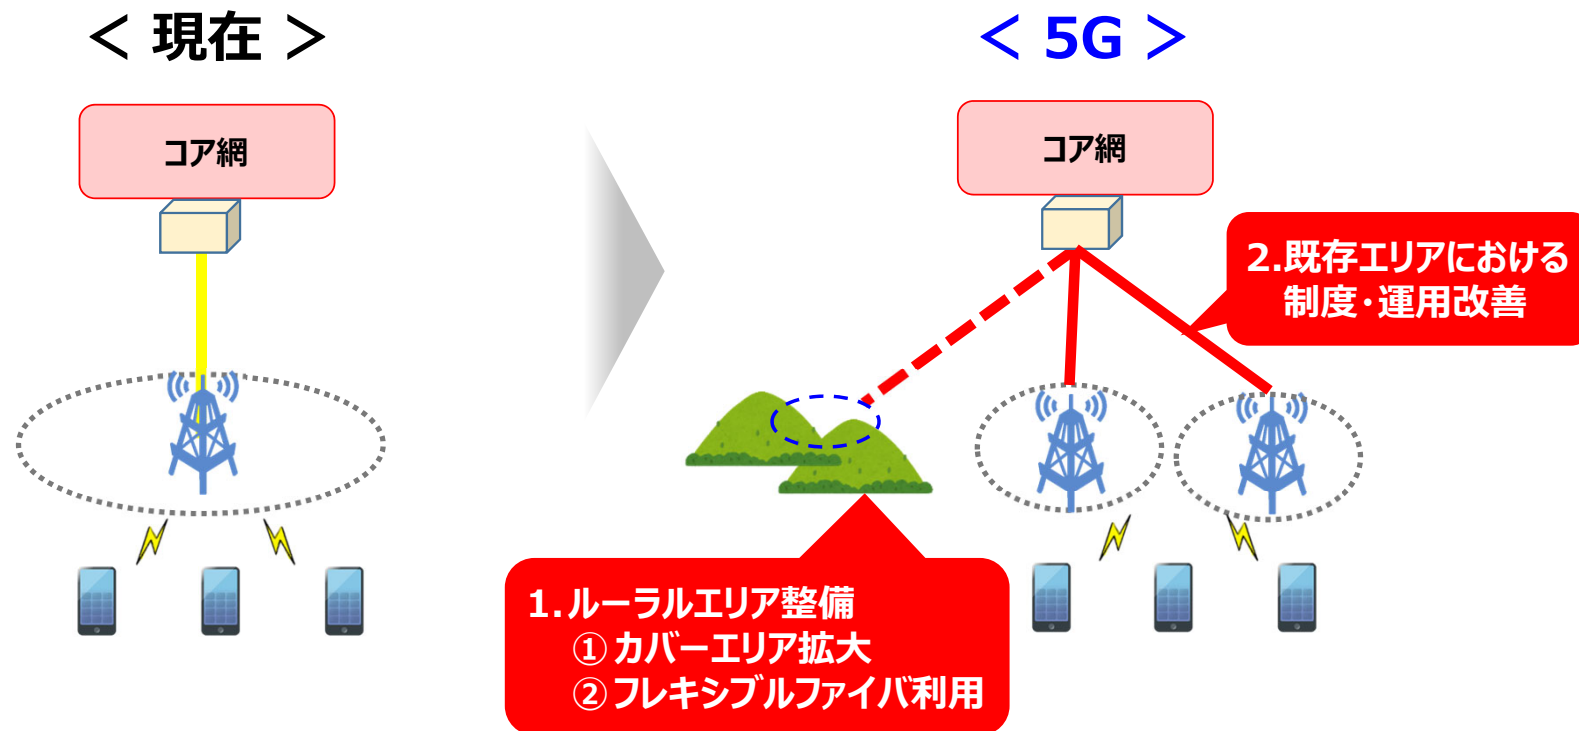 ＜ 現在 ＞
＜ 5G ＞
コア網
コア網
2.既存エリアにおける
制度・運用改善
1.ルーラルエリア整備
① カバーエリア拡大
② フレキシブルファイバ利用